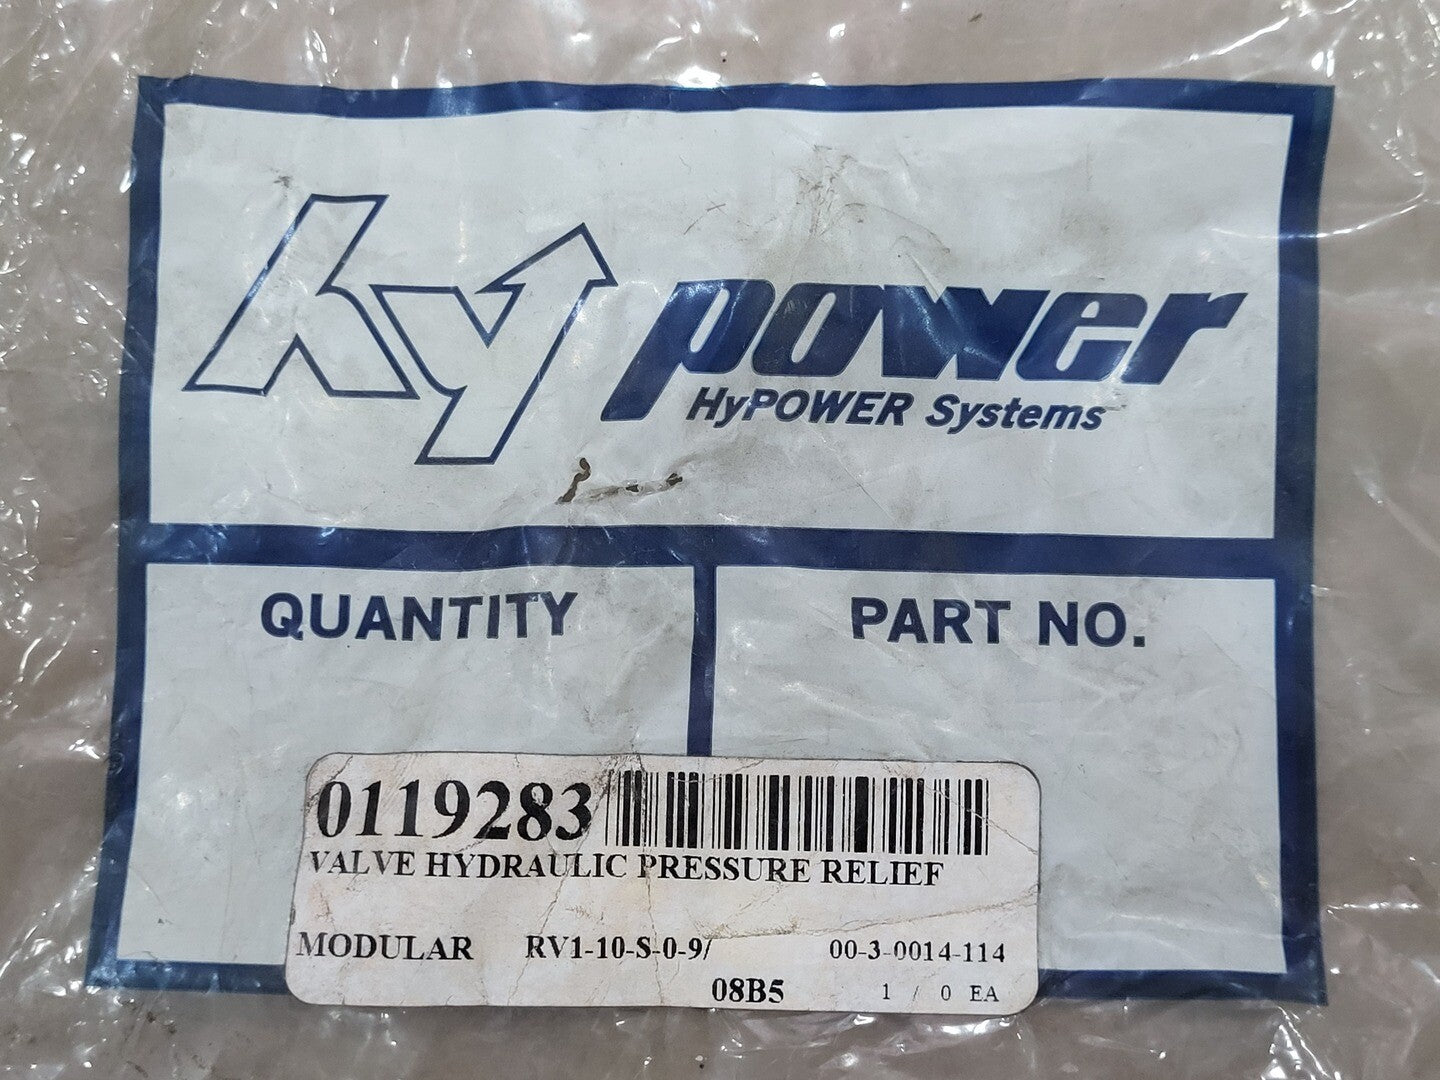 hy power
HyPOWER Systems
QUANTITY
PART NO.
0119283
VALVE HYDRAULIC PRESSURE RELIEF
MODULAR RV1-10-S-0-9/ 00-3-0014-114
08B5 1 / 0 EA